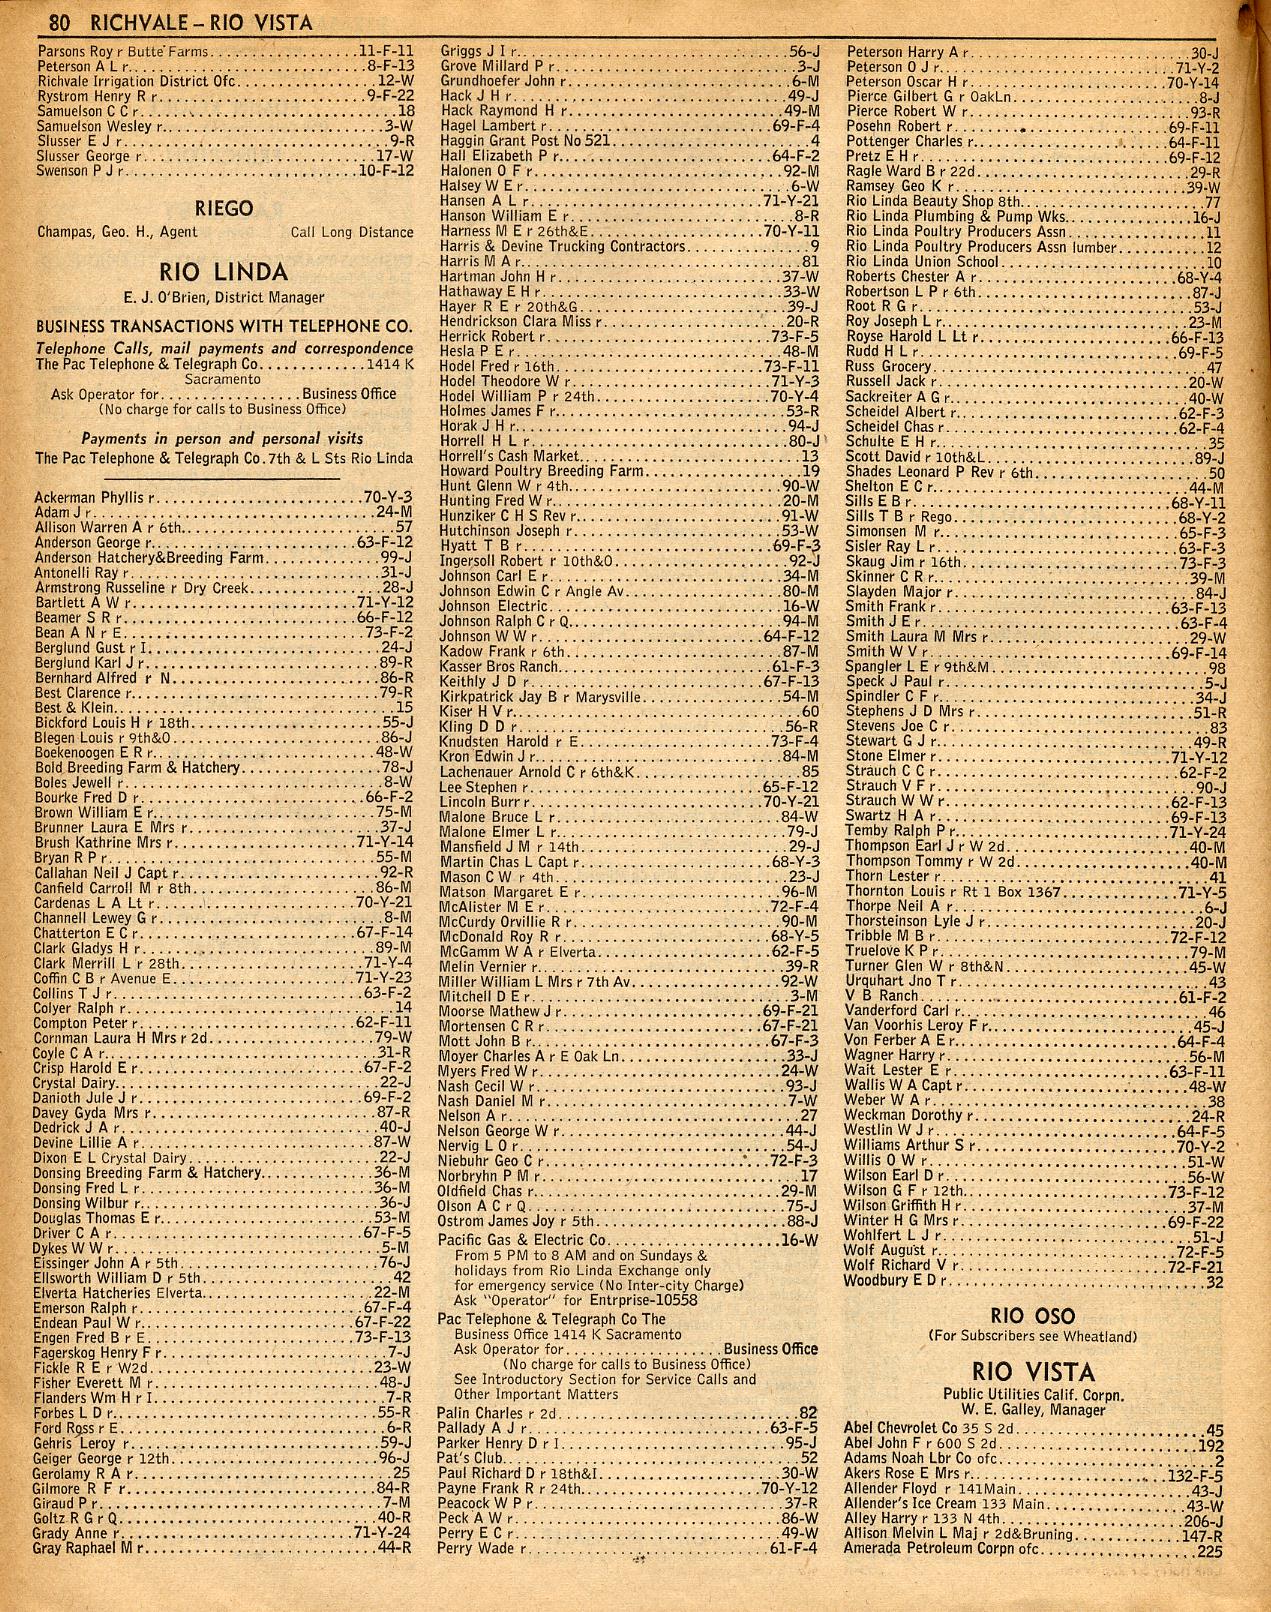 80 RICHVALE – RIO VISTA
Parsons Roy r Butte Farms 11-F-11
Peterson A L r 8-F-13
Richvale Irrigation District Ofc 12-W
Rystrom Henry R r 9-F-22
Samuelson C C r 18
Samuelson Wesley r 3-W
Slusser E J r 9-R
Slusser George r 17-W
Swenson P J r 10-F-12
RIEGO
Champas, Geo. H., Agent Call Long Distance
RIO LINDA
E. J. O'Brien, District Manager
BUSINESS TRANSACTIONS WITH TELEPHONE CO.
Telephone Calls, mail payments and correspondence
The Pac Telephone & Telegraph Co 1414 K
Sacramento
Ask Operator for Business Office
(No charge for calls to Business Office)
Payments in person and personal visits
The Pac Telephone & Telegraph Co. 7th & L Sts Rio Linda
Ackerman Phyllis r 70-Y-3
Adam J r 24-M
Allison Warren A r 6th 57
Anderson George r 63-F-12
Anderson Hatchery&Breeding Farm 99-J
Antonelli Ray r 31-J
Armstrong Russeline r Dry Creek 28-J
Bartlett A W r 71-Y-12
Beamer S R r 66-F-12
Bean A N r E 73-F-2
Berglund Gust r I 24-J
Berglund Karl J r 89-R
Bernhard Alfred r N 86-R
Best Clarence r 79-R
Best & Klein 15
Bickford Louis H r 18th 55-J
Blegen Louis r 9th&O 86-J
Boekenoogen E R r 48-W
Bold Breeding Farm & Hatchery 78-J
Boles Jewell r 8-W
Bourke Fred D r 66-F-2
Brown William E r 75-M
Brunner Laura E Mrs r 37-J
Brush Kathrine Mrs r 71-Y-14
Bryan R P r 55-M
Callahan Neil J Capt r 92-R
Canfield Carroll M r 8th 86-M
Cardenas L A Lt r 70-Y-21
Channell Lewey G r 8-M
Chatterton E C r 67-F-14
Clark Gladys H r 89-M
Clark Merrill L r 28th 71-Y-4
Coffin C B r Avenue E 71-Y-23
Collins T J r 63-F-2
Colyer Ralph r 14
Compton Peter r 62-F-11
Cornman Laura H Mrs r 2d 79-W
Coyle C A r 31-R
Crisp Harold E r 67-F-2
Crystal Dairy 22-J
Danioth Jule J r 69-F-2
Davey Gyda Mrs r 87-R
Dedrick J A r 40-J
Devine Lillie A r 87-W
Dixon E L Crystal Dairy 22-J
Donsing Breeding Farm & Hatchery 36-M
Donsing Fred L r 36-M
Donsing Wilbur r 36-J
Douglas Thomas E r 53-M
Driver C A r 67-F-5
Dykes W W r 5-M
Eissinger John A r 5th 76-J
Ellsworth William D r 5th 42
Elverta Hatcheries Elverta 22-M
Emerson Ralph r 67-F-4
Endean Paul W r 67-F-22
Engen Fred B r E 73-F-13
Fagerskog Henry F r 7-J
Fickle R E r W2d 23-W
Fisher Everett M r 48-J
Flanders Wm H r I 7-R
Forbes L D r 55-R
Ford Ross r E 6-R
Gehris Leroy r 59-J
Geiger George r 12th 96-J
Gerolamy R A r 25
Gilmore R F r 84-R
Giraud P r 7-M
Goltz R G r Q 40-R
Grady Anne r 71-Y-24
Gray Raphael M r 44-R
Griggs J I r 56-J
Grove Millard P r 3-J
Grundhoefer John r 6-M
Hack J H r 49-J
Hack Raymond H r 49-M
Hagel Lambert r 69-F-4
Haggin Grant Post No 521 4
Hall Elizabeth P r 64-F-2
Halonen O F r 92-M
Halsey W E r 6-W
Hansen A L r 71-Y-21
Hanson William E r 8-R
Harness M E r 26th&E 70-Y-11
Harris & Devine Trucking Contractors 9
Harris M A r 81
Hartman John H r 37-W
Hathaway E H r 33-W
Hayer R E r 20th&G 39-J
Hendrickson Clara Miss r 20-R
Herrick Robert r 73-F-5
Hesla P E r 48-M
Hodel Fred r 16th 73-F-11
Hodel Theodore W r 71-Y-3
Hodel William P r 24th 70-Y-4
Holmes James F r 53-R
Horak J H r 94-J
Horrell H L r 80-J
Horrell's Cash Market 13
Howard Poultry Breeding Farm 19
Hunt Glenn W r 4th 90-W
Hunting Fred W r 20-M
Hunziker C H S Rev r 91-W
Hutchinson Joseph r 53-W
Hyatt T B r 69-F-3
Ingersoll Robert r 10th&O 92-J
Johnson Carl E r 34-M
Johnson Edwin C r Angle Av 80-M
Johnson Electric 16-W
Johnson Ralph C r Q 94-M
Johnson W W r 64-F-12
Kadow Frank r 6th 87-M
Kasser Bros Ranch 61-F-3
Keithly J D r 67-F-13
Kirkpatrick Jay B r Marysville 54-M
Kiser H V r 60
Kling D D r 56-R
Knudsten Harold r E 73-F-4
Kron Edwin J r 84-M
Lachenauer Arnold C r 6th&K 85
Lee Stephen r 65-F-12
Lincoln Burr r 70-Y-21
Malone Bruce L r 84-W
Malone Elmer L r 79-J
Mansfield J M r 14th 29-J
Martin Chas L Capt r 68-Y-3
Mason C W r 4th 23-J
Matson Margaret E r 96-M
McAlister M E r 72-F-4
McCurdy Orvillie R r 90-M
McDonald Roy R r 68-Y-5
McGamm W A r Elverta 62-F-5
Melin Vernier r 39-R
Miller William L Mrs r 7th Av 92-W
Mitchell D E r 3-M
Moorse Mathew J r 69-F-21
Mortensen C R r 67-F-21
Mott John B r 67-F-3
Moyer Charles A r E Oak Ln 33-J
Myers Fred W r 24-W
Nash Cecil W r 93-J
Nash Daniel M r 7-W
Nelson A r 27
Nelson George W r 44-J
Nervig L O r 54-J
Niebuhr Geo C r 72-F-3
Norbryhn P M r 17
Oldfield Chas r 29-M
Olson A C r Q 75-J
Ostrom James Joy r 5th 88-J
Pacific Gas & Electric Co 16-W
From 5 PM to 8 AM and on Sundays &
holidays from Rio Linda Exchange only
for emergency service (No Inter-city Charge)
Ask "Operator" for Entrprise-10558
Pac Telephone & Telegraph Co The
Business Office 1414 K Sacramento
Ask Operator for Business Office
(No charge for calls to Business Office)
See Introductory Section for Service Calls and
Other Important Matters
Palin Charles r 2d 82
Pallady A J r 63-F-5
Parker Henry D r I 95-J
Pat's Club 52
Paul Richard D r 18th&I 30-W
Payne Frank R r 24th 70-Y-12
Peacock W P r 37-R
Peck A W r 86-W
Perry E C r 49-W
Perry Wade r 61-F-4
Peterson Harry A r 30-J
Peterson O J r 71-Y-2
Peterson Oscar H r 70-Y-14
Pierce Gilbert G r OakLn 8-J
Pierce Robert W r 93-R
Posehn Robert r 69-F-11
Pottenger Charles r 64-F-11
Pretz E H r 69-F-12
Ragle Ward B r 22d 29-R
Ramsey Geo K r 39-W
Rio Linda Beauty Shop 8th 77
Rio Linda Plumbing & Pump Wks 16-J
Rio Linda Poultry Producers Assn 11
Rio Linda Poultry Producers Assn lumber 12
Rio Linda Union School 10
Roberts Chester A r 68-Y-4
Robertson L P r 6th 87-J
Root R G r 53-J
Roy Joseph L r 23-M
Royse Harold L Lt r 66-F-13
Rudd H L r 69-F-5
Russ Grocery 47
Russell Jack r 20-W
Sackreiter A G r 40-W
Scheidel Albert r 62-F-3
Scheidel Chas r 62-F-4
Schulte E H r 35
Scott David r 10th&L 89-J
Shades Leonard P Rev r 6th 50
Shelton E C r 44-M
Sills E B r 68-Y-11
Sills T B r Rego 68-Y-2
Simonsen M r 65-F-3
Sisler Ray L r 63-F-3
Skaug Jim r 16th 73-F-3
Skinner C R r 39-M
Slayden Major r 84-J
Smith Frank r 63-F-13
Smith J E r 63-F-4
Smith Laura M Mrs r 29-W
Smith W V r 69-F-14
Spangler L E r 9th&M 98
Speck J Paul r 5-J
Spindler C F r 34-J
Stephens J D Mrs r 51-R
Stevens Joe C r 83
Stewart G J r 49-R
Stone Elmer r 71-Y-12
Strauch C C r 62-F-2
Strauch V F r 90-J
Strauch W W r 62-F-13
Swartz H A r 69-F-13
Temby Ralph P r 71-Y-24
Thompson Earl J r W 2d 40-M
Thompson Tommy r W 2d 40-M
Thorn Lester r 41
Thornton Louis r Rt 1 Box 1367 71-Y-5
Thorpe Neil A r 6-J
Thorsteinson Lyle J r 20-J
Tribble M B r 72-F-12
Truelove K P r 79-M
Turner Glen W r 8th&N 45-W
Urquhart Jno T r 43
V B Ranch 61-F-2
Vanderford Carl r 46
Van Voorhis Leroy F r 45-J
Von Ferber A E r 64-F-4
Wagner Harry r 56-M
Wait Lester E r 63-F-11
Wallis W A Capt r 48-W
Weber W A r 38
Weckman Dorothy r 24-R
Westlin W J r 64-F-5
Williams Arthur S r 70-Y-2
Willis O W r 51-W
Wilson Earl D r 56-W
Wilson G F r 12th 73-F-12
Wilson Griffith H r 37-M
Winter H G Mrs r 69-F-22
Wohlfert L J r 51-J
Wolf August r 72-F-5
Wolf Richard V r 72-F-21
Woodbury E D r 32
RIO OSO
(For Subscribers see Wheatland)
RIO VISTA
Public Utilities Calif. Corpn.
W. E. Galley, Manager
Abel Chevrolet Co 35 S 2d 45
Abel John F r 600 S 2d 192
Adams Noah Lbr Co ofc 2
Akers Rose E Mrs r 132-F-5
Allender Floyd r 141Main 43-J
Allender's Ice Cream 133 Main 43-W
Alley Harry r 133 N 4th 206-J
Allison Melvin L Maj r 2d&Bruning 147-R
Amerada Petroleum Corpn ofc 225